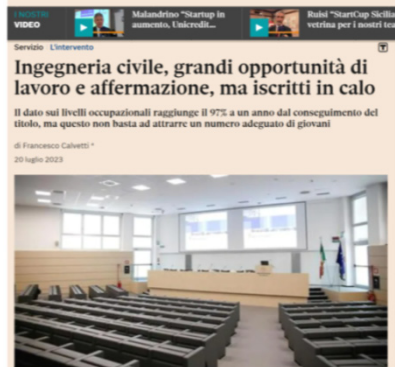 I NOSTRI
VIDEO
Malandrino "Startup in
aumento, Unicredit...
Ruisi "StartCup Sicilia
vetrina per i nostri tea
Servizio L'intervento
Ingegneria civile, grandi opportunità di
lavoro e affermazione, ma iscritti in calo
Il dato sui livelli occupazionali raggiunge il 97% a un anno dal conseguimento del
titolo, ma questo non basta ad attrarre un numero adeguato di giovani
di Francesco Calvetti *
20 luglio 2023